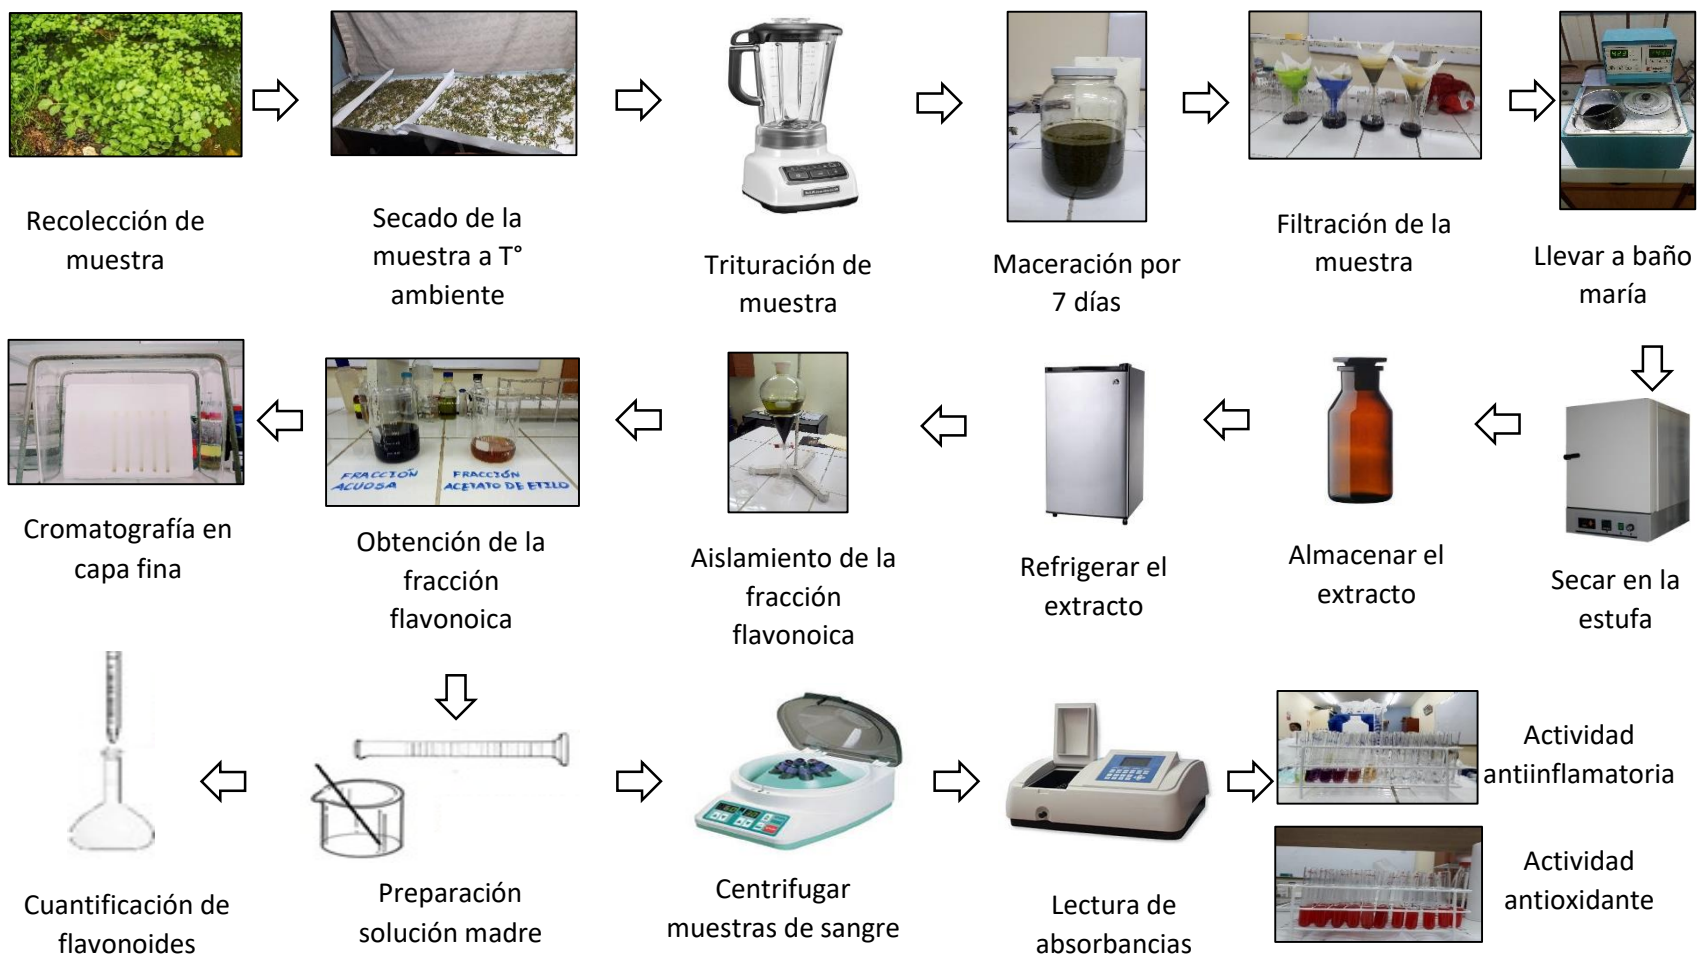 Recolección de
muestra
Secado de la
muestra a T°
ambiente
Trituración de
muestra
Maceración por
7 días
Filtración de la
muestra
Llevar a baño
maría
Cromatografía en
capa fina
FRACCIÓN
ACUOSA
FRACCIÓN
ACETATO DE ETILO
Obtención de la
fracción
flavonoica
Aislamiento de la
fracción
flavonoica
Refrigerar el
extracto
Almacenar el
extracto
Secar en la
estufa
Cuantificación de
flavonoides
Preparación
solución madre
Centrifugar
muestras de sangre
Lectura de
absorbancias
Actividad
antiinflamatoria
Actividad
antioxidante